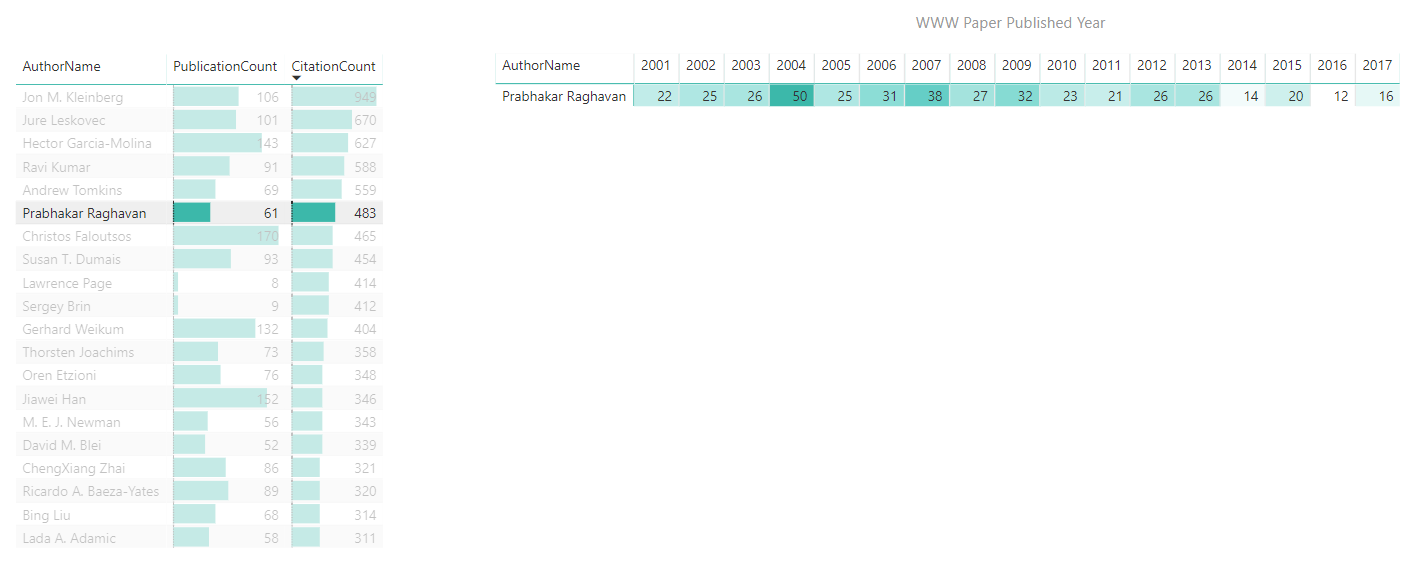 WWW Paper Published Year
AuthorName PublicationCount CitationCount
Jon M. Kleinberg 106 949
Jure Leskovec 101 670
Hector Garcia-Molina 143 627
Ravi Kumar 91 588
Andrew Tomkins 69 559
Prabhakar Raghavan 61 483
Christos Faloutsos 170 465
Susan T. Dumais 93 454
Lawrence Page 8 414
Sergey Brin 9 412
Gerhard Weikum 132 404
Thorsten Joachims 73 358
Oren Etzioni 76 348
Jiawei Han 152 346
M. E. J. Newman 56 343
David M. Blei 52 339
ChengXiang Zhai 86 321
Ricardo A. Baeza-Yates 89 320
Bing Liu 68 314
Lada A. Adamic 58 311
AuthorName 2001 2002 2003 2004 2005 2006 2007 2008 2009 2010 2011 2012 2013 2014 2015 2016 2017
Prabhakar Raghavan 22 25 26 50 25 31 38 27 32 23 21 26 26 14 20 12 16